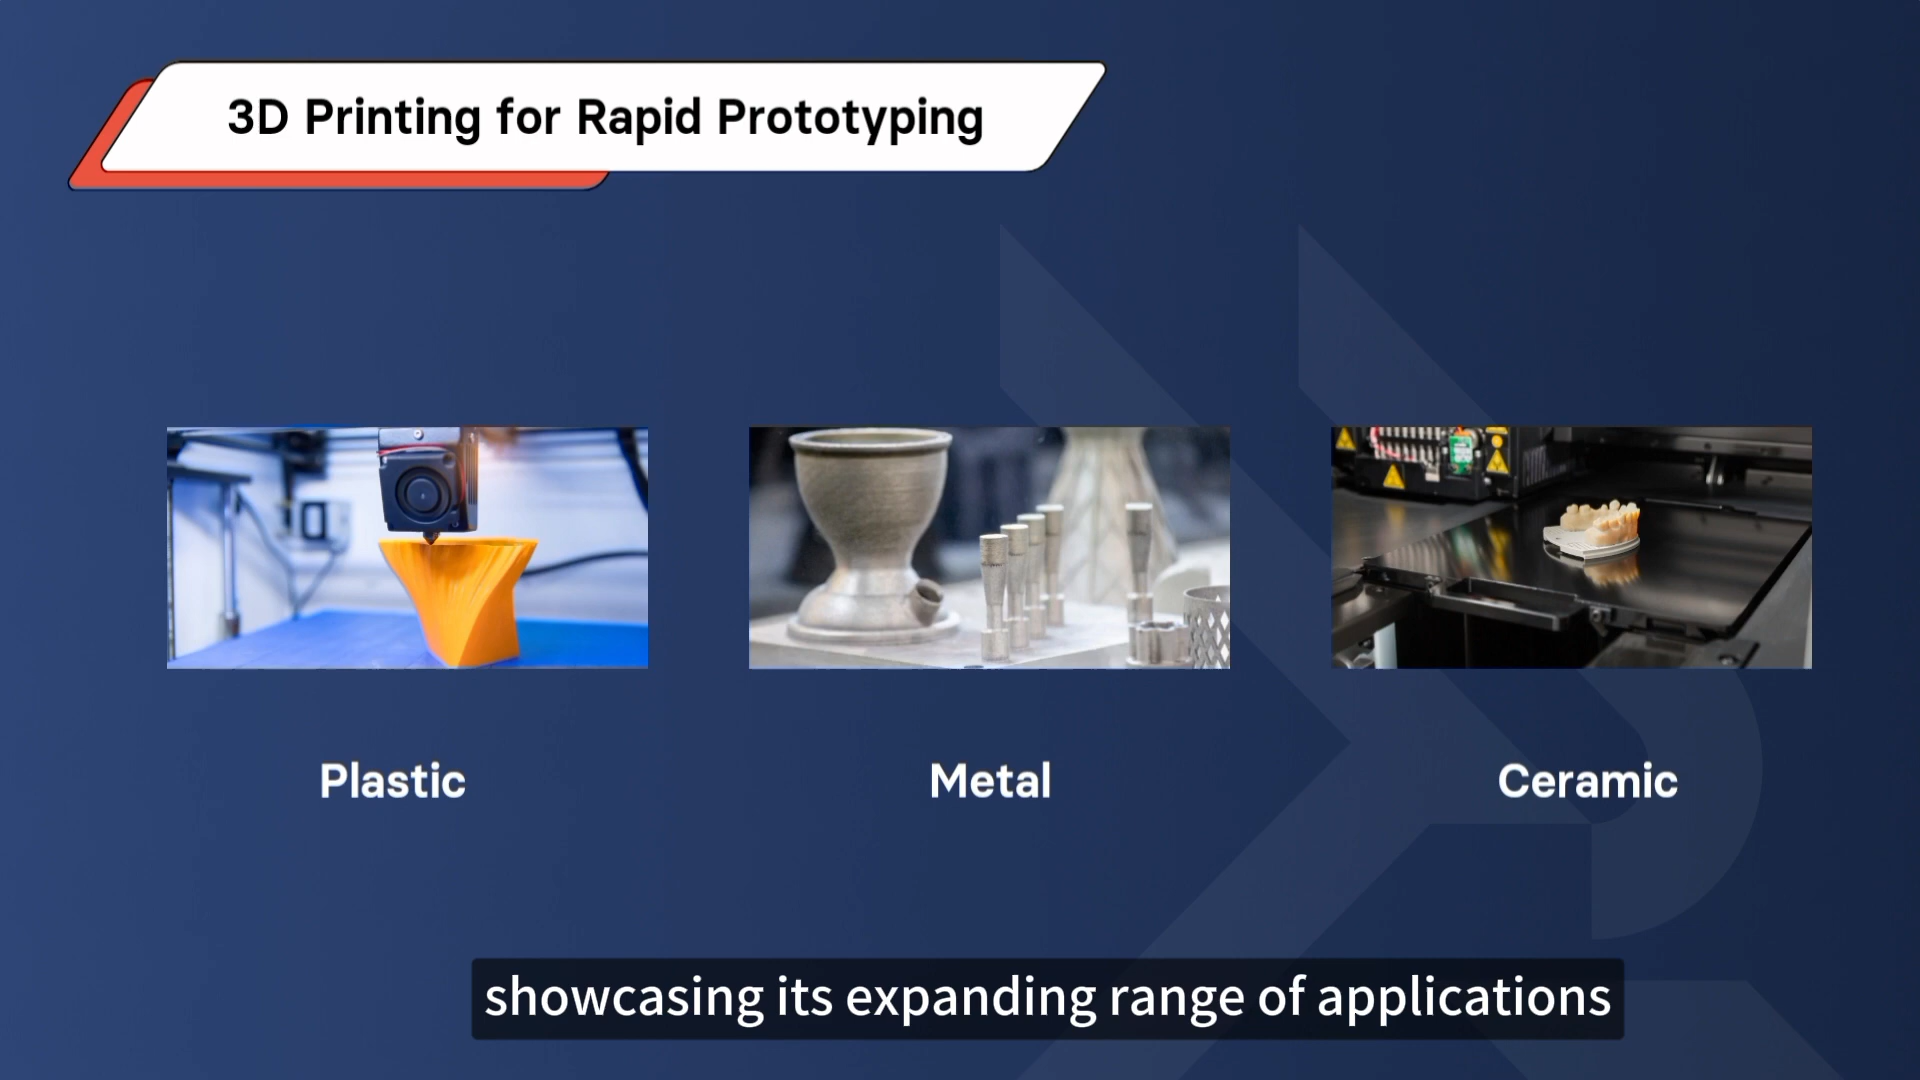 3D Printing for Rapid Prototyping
Plastic
Metal
Ceramic
showcasing its expanding range of applications